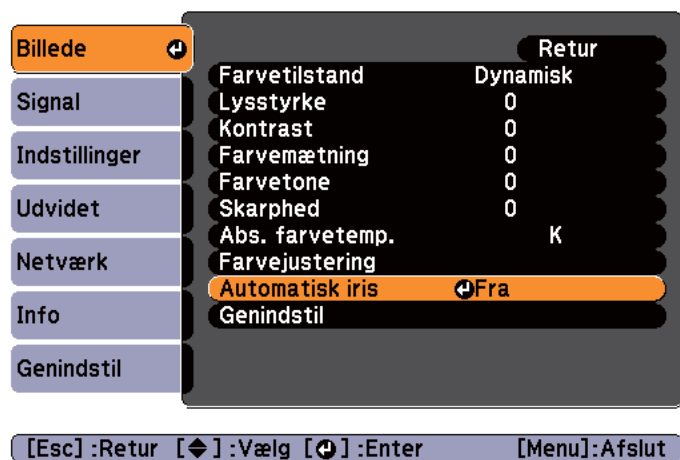 Billede
Signal
Indstillinger
Udvidet
Netværk
Info
Genindstil
Retur
Farvetilstand Dynamisk
Lysstyrke 0
Kontrast 0
Farvemætning 0
Farvetone 0
Skarphed 0
Abs. farvetemp. K
Farvejustering
Automatisk iris Fra
Genindstil
[Esc] :Retur [ ] :Vælg [ ] :Enter [Menu]:Afslut